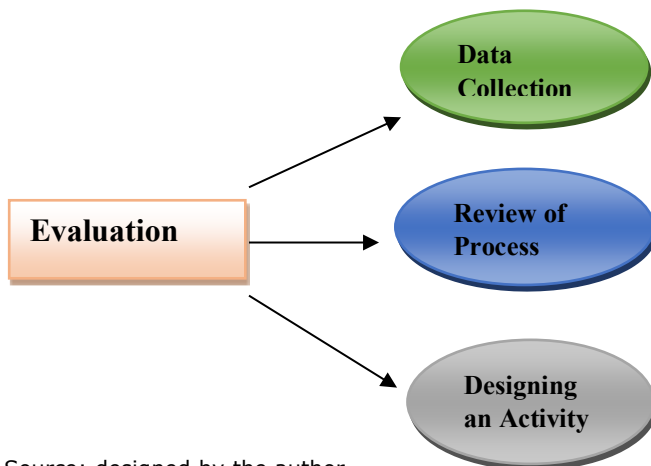 Data
Collection
Evaluation
Review of
Process
Designing
an Activity
Source: designed by the author